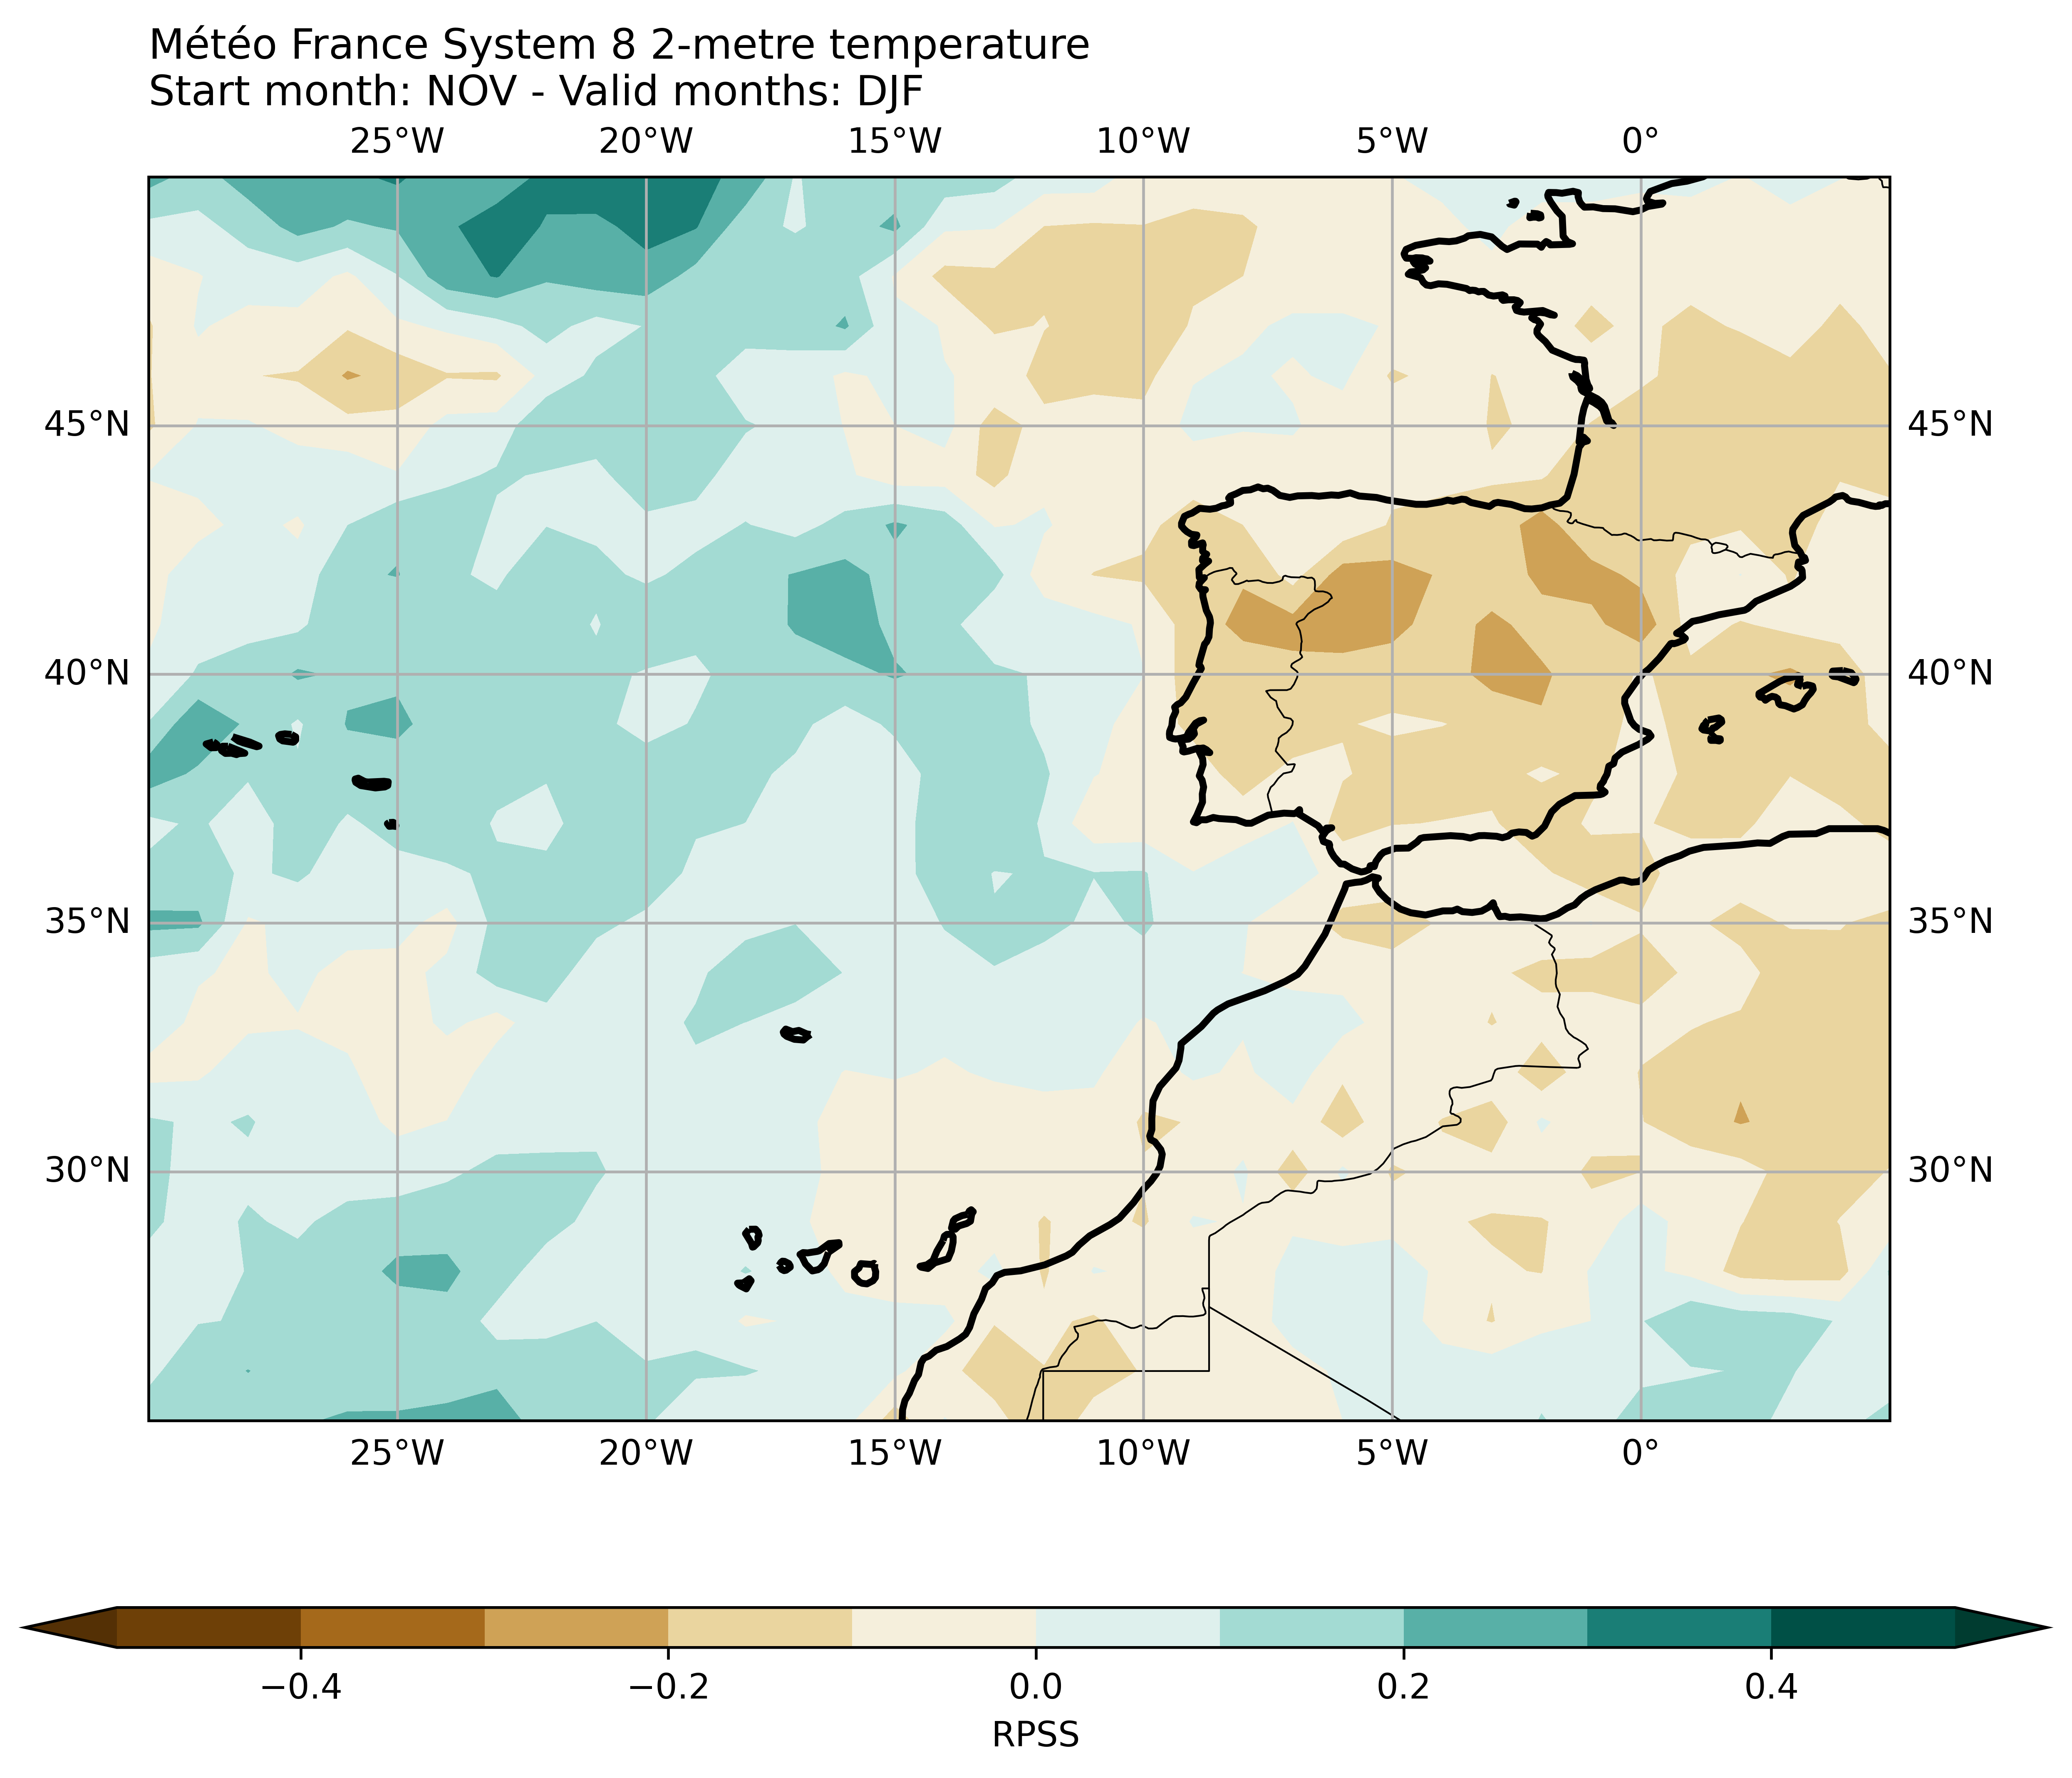 Météo France System 8 2-metre temperature
Start month: NOV - Valid months: DJF
25°W 20°W 15°W 10°W 5°W 0°
45°N 45°N
40°N 40°N
35°N 35°N
30°N 30°N
25°W 20°W 15°W 10°W 5°W 0°
−0.4 −0.2 0.0 0.2 0.4
RPSS